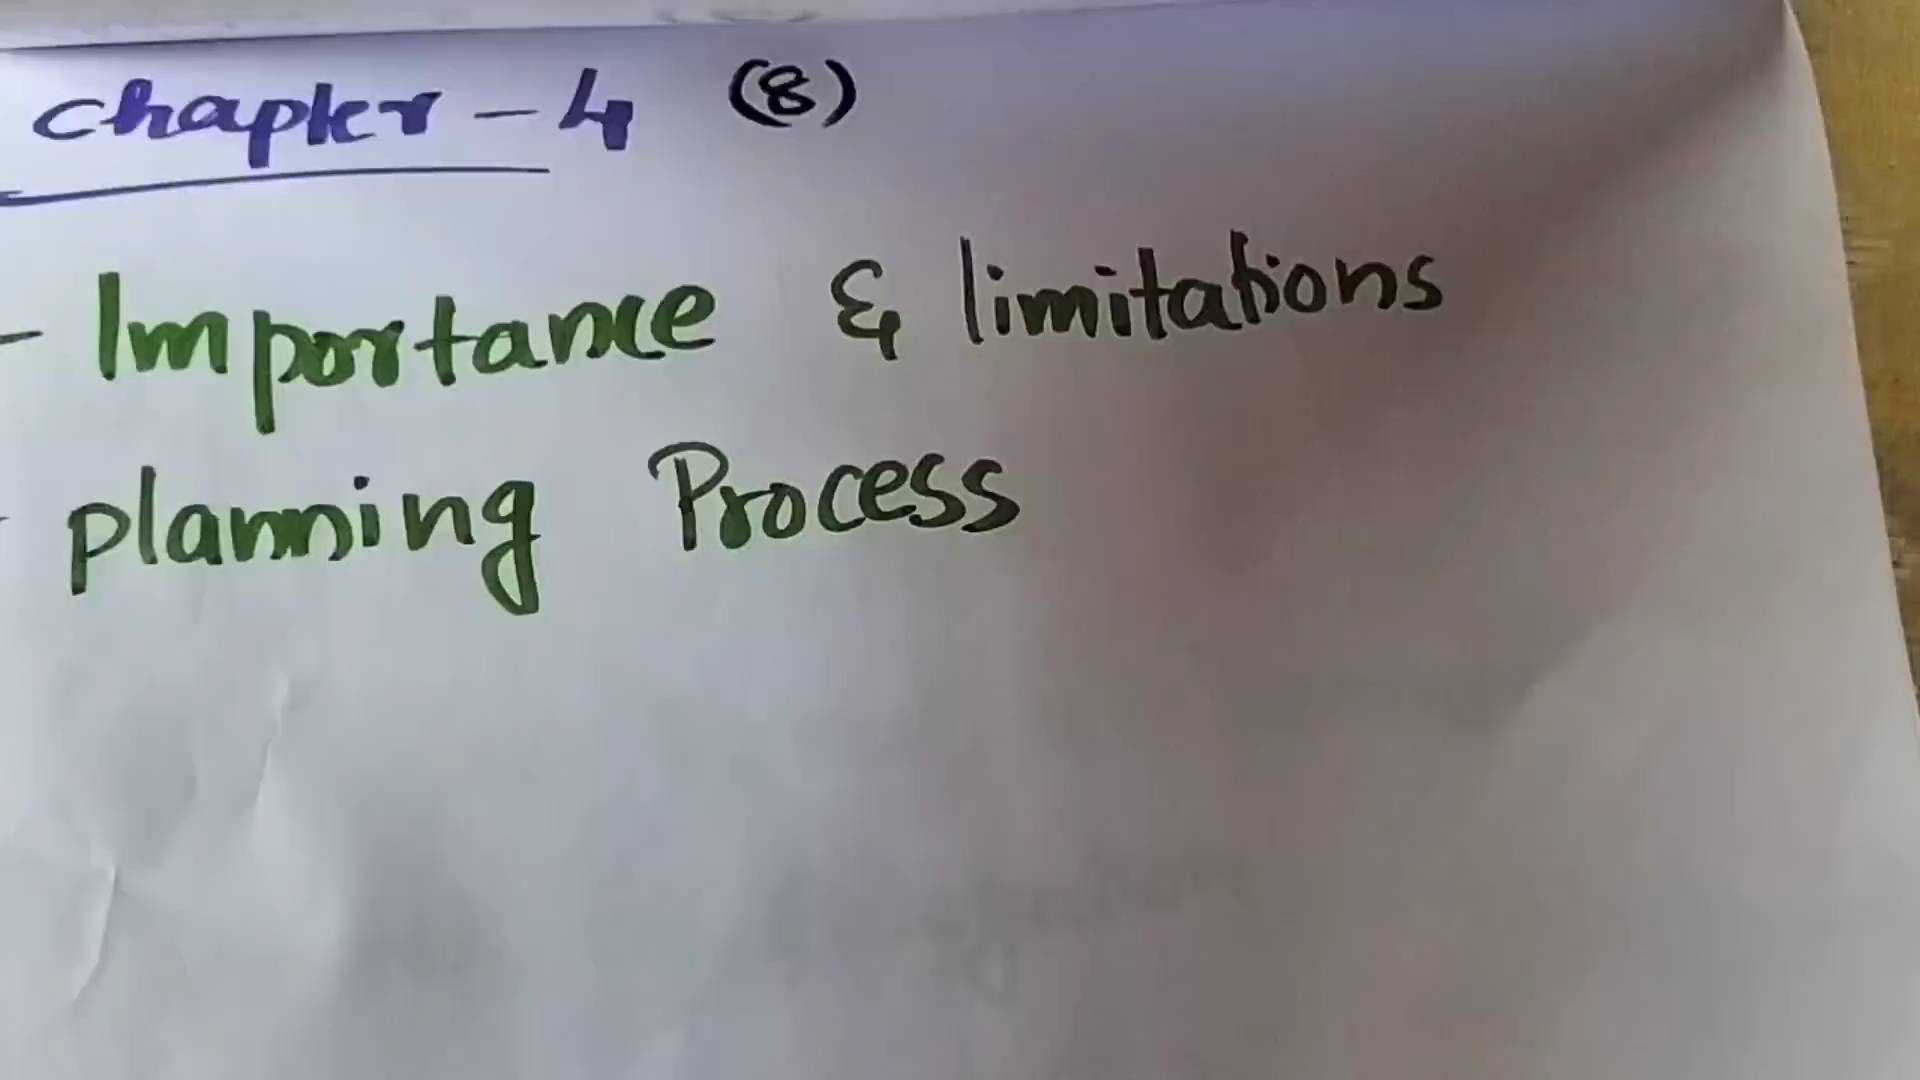 chapter - 4 (8)
- Importance & limitations
- planning Process